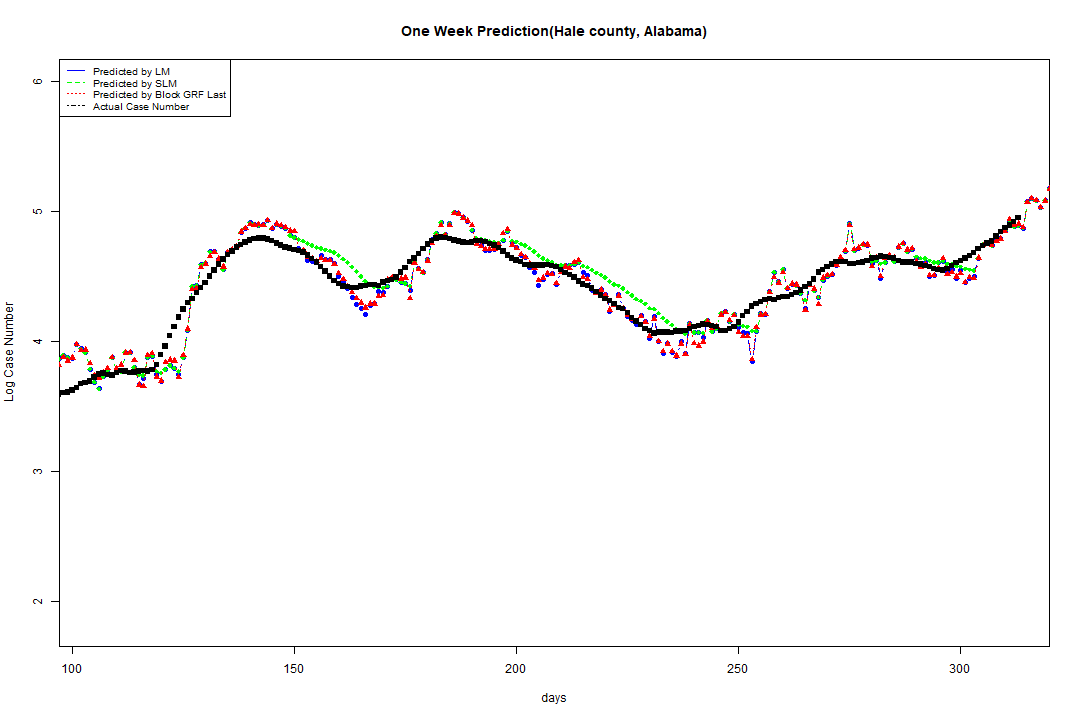 One Week Prediction(Hale county, Alabama)
Predicted by LM
Predicted by SLM
Predicted by Block GRF Last
Actual Case Number
6
5
4
3
2
Log Case Number
100 150 200 250 300
days